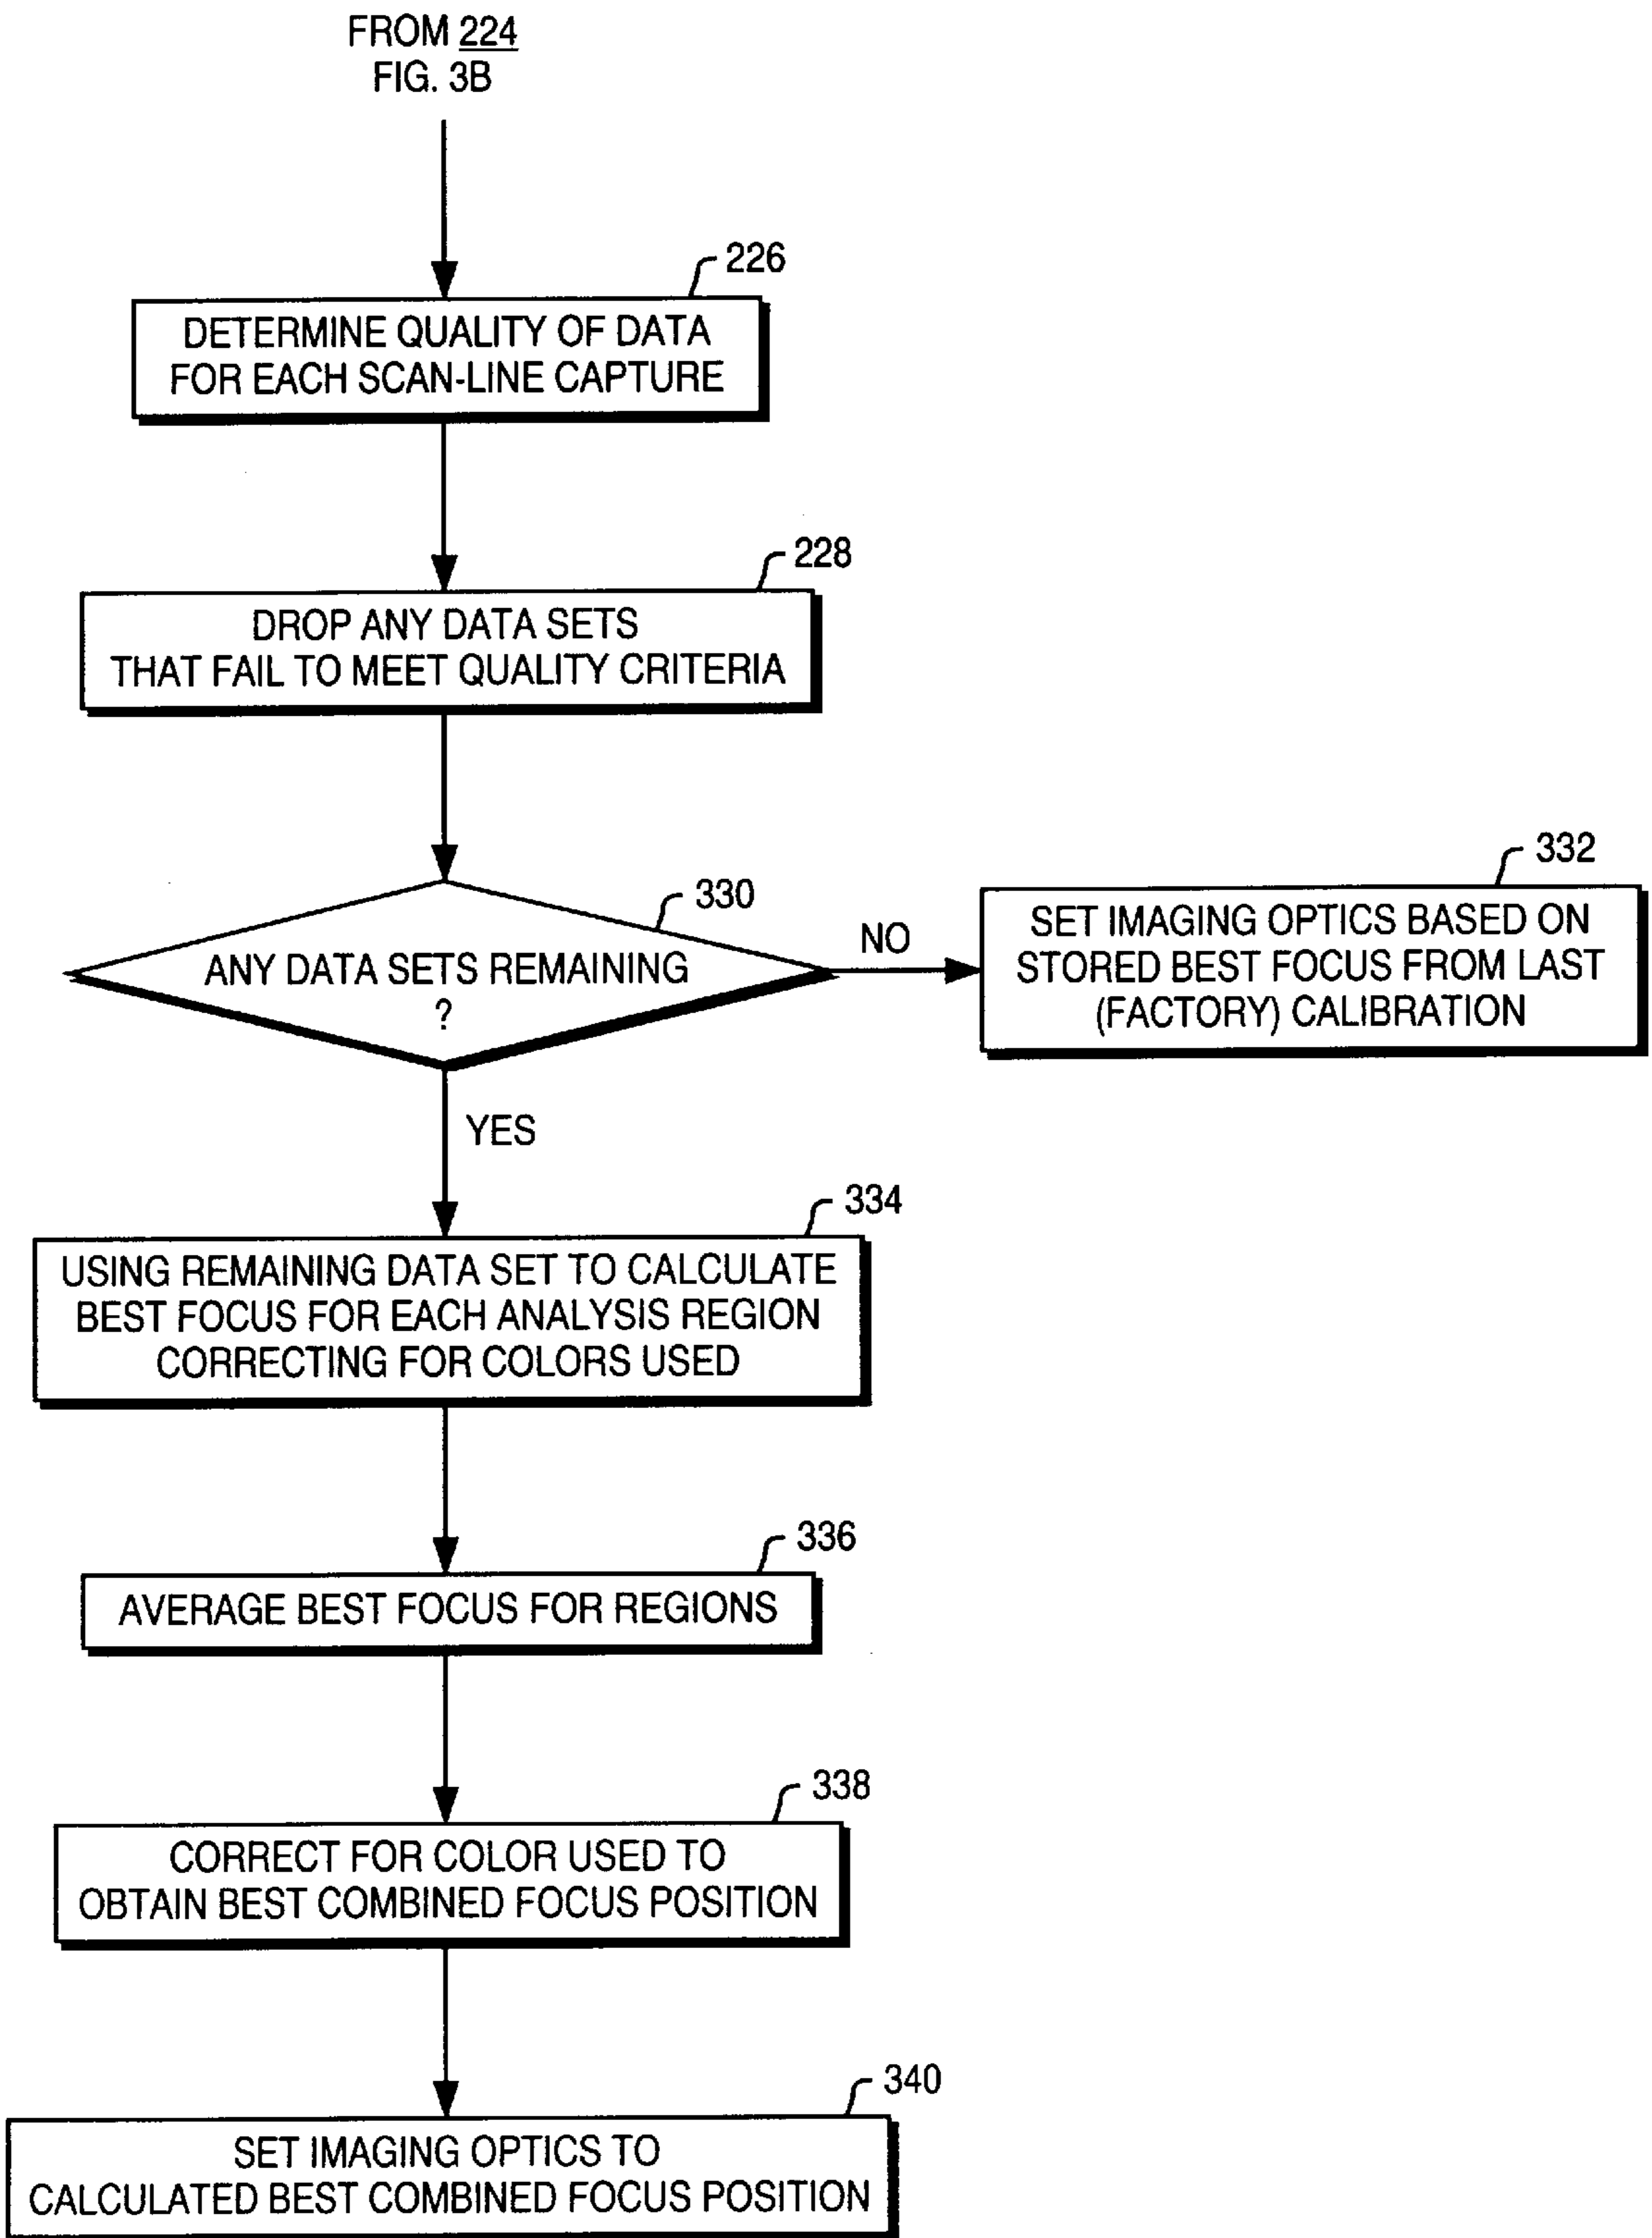 FROM 224
FIG. 3B
226
DETERMINE QUALITY OF DATA
FOR EACH SCAN-LINE CAPTURE
228
DROP ANY DATA SETS
THAT FAIL TO MEET QUALITY CRITERIA
330
ANY DATA SETS REMAINING
?
NO
332
SET IMAGING OPTICS BASED ON
STORED BEST FOCUS FROM LAST
(FACTORY) CALIBRATION
YES
334
USING REMAINING DATA SET TO CALCULATE
BEST FOCUS FOR EACH ANALYSIS REGION
CORRECTING FOR COLORS USED
336
AVERAGE BEST FOCUS FOR REGIONS
338
CORRECT FOR COLOR USED TO
OBTAIN BEST COMBINED FOCUS POSITION
340
SET IMAGING OPTICS TO
CALCULATED BEST COMBINED FOCUS POSITION